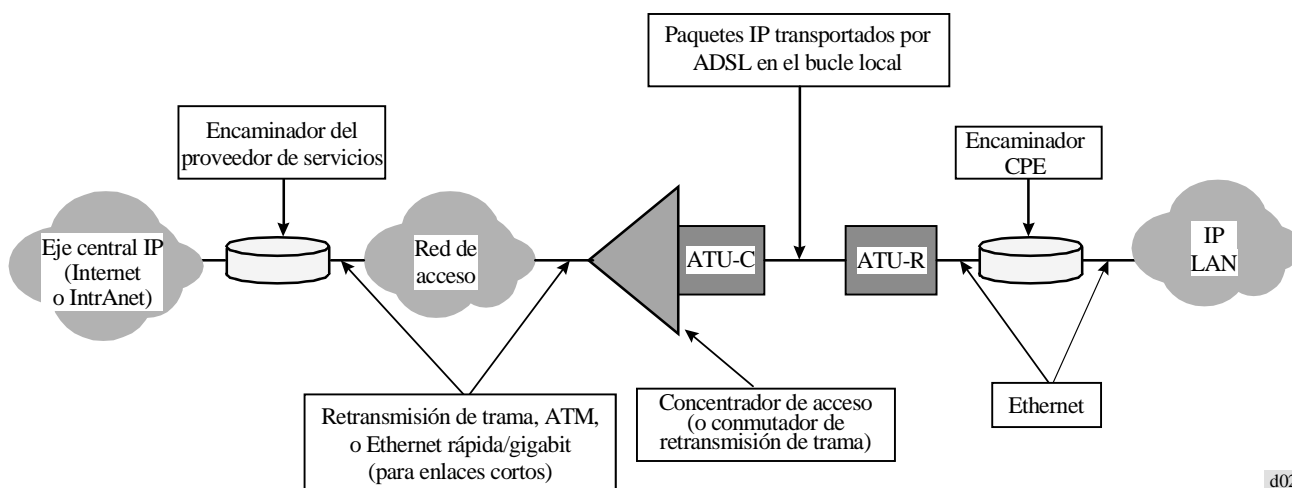 Paquetes IP transportados por
ADSL en el bucle local
Encaminador del
proveedor de servicios
Encaminador
CPE
Eje central IP
(Internet
o IntrAnet)
Red de
acceso
ATU-C
ATU-R
IP
LAN
Retransmisión de trama, ATM,
o Ethernet rápida/gigabit
(para enlaces cortos)
Concentrador de acceso
(o conmutador de
retransmisión de trama)
Ethernet
d02